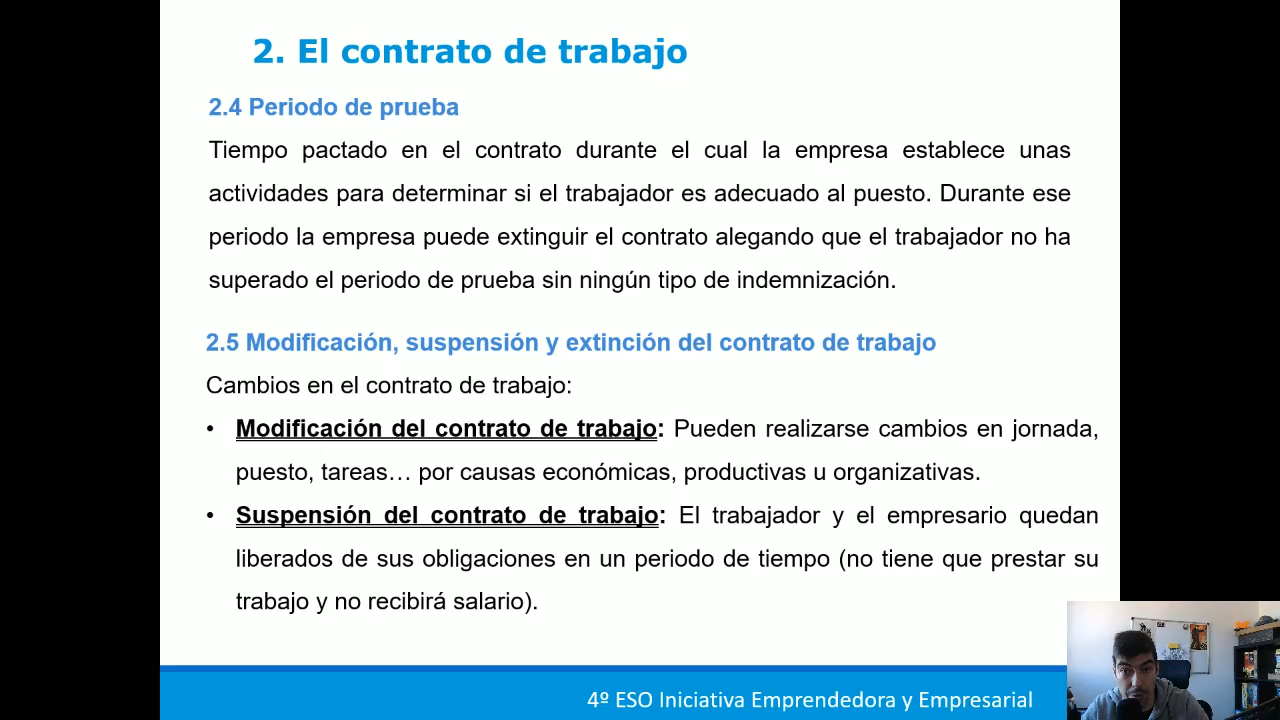 2. El contrato de trabajo
2.4 Periodo de prueba
Tiempo pactado en el contrato durante el cual la empresa establece unas
actividades para determinar si el trabajador es adecuado al puesto. Durante ese
periodo la empresa puede extinguir el contrato alegando que el trabajador no ha
superado el periodo de prueba sin ningún tipo de indemnización.
2.5 Modificación, suspensión y extinción del contrato de trabajo
Cambios en el contrato de trabajo:
• Modificación del contrato de trabajo: Pueden realizarse cambios en jornada,
puesto, tareas… por causas económicas, productivas u organizativas.
• Suspensión del contrato de trabajo: El trabajador y el empresario quedan
liberados de sus obligaciones en un periodo de tiempo (no tiene que prestar su
trabajo y no recibirá salario).
4º ESO Iniciativa Emprendedora y Empresarial